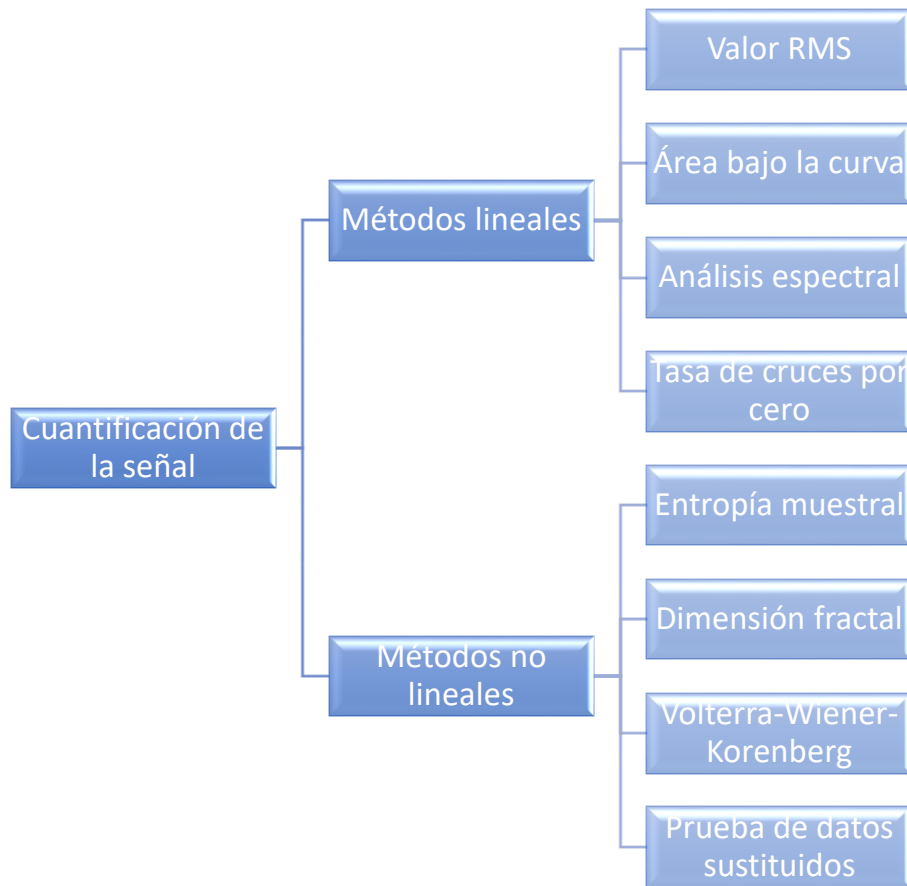 Valor RMS
Área bajo la curva
Métodos lineales
Análisis espectral
Tasa de cruces por
cero
Cuantificación de
la señal
Entropía muestral
Dimensión fractal
Métodos no
lineales
Volterra-Wiener-
Korenberg
Prueba de datos
sustituidos